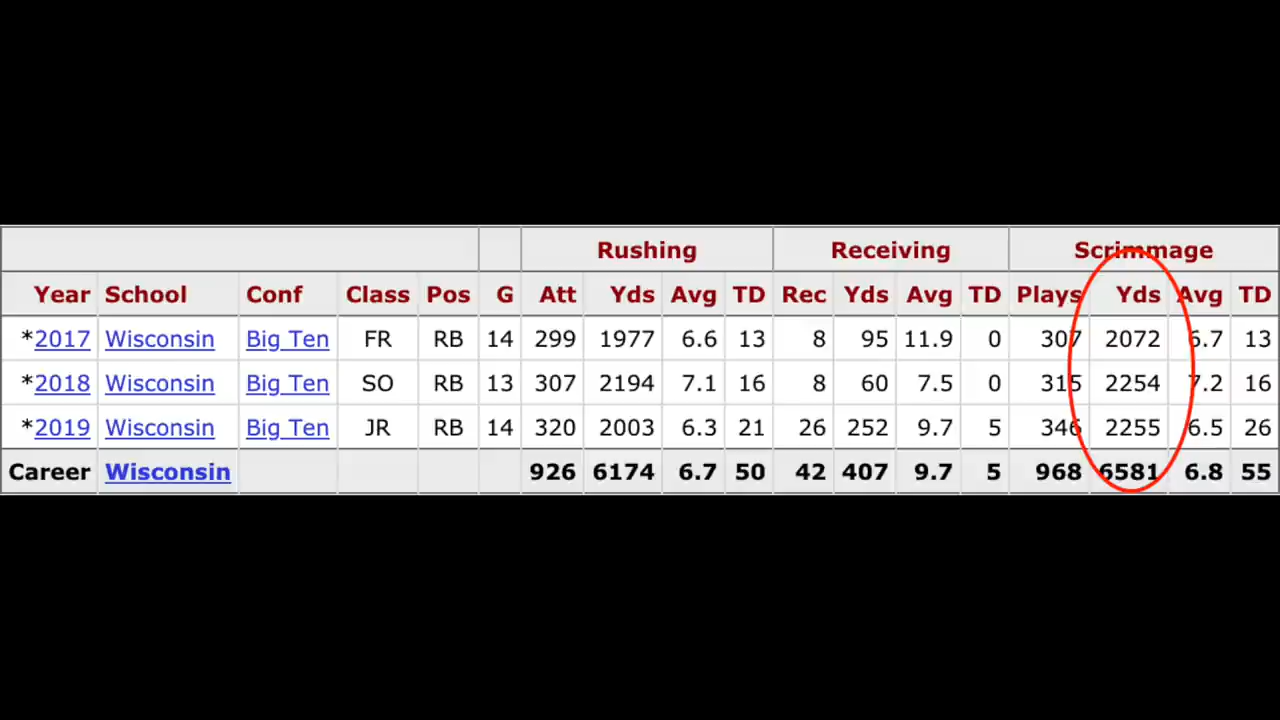 Rushing Receiving Scrimmage
Year School Conf Class Pos G Att Yds Avg TD Rec Yds Avg TD Plays Yds Avg TD
*2017 Wisconsin Big Ten FR RB 14 299 1977 6.6 13 8 95 11.9 0 307 2072 6.7 13
*2018 Wisconsin Big Ten SO RB 13 307 2194 7.1 16 8 60 7.5 0 315 2254 7.2 16
*2019 Wisconsin Big Ten JR RB 14 320 2003 6.3 21 26 252 9.7 5 346 2255 6.5 26
Career Wisconsin 926 6174 6.7 50 42 407 9.7 5 968 6581 6.8 55